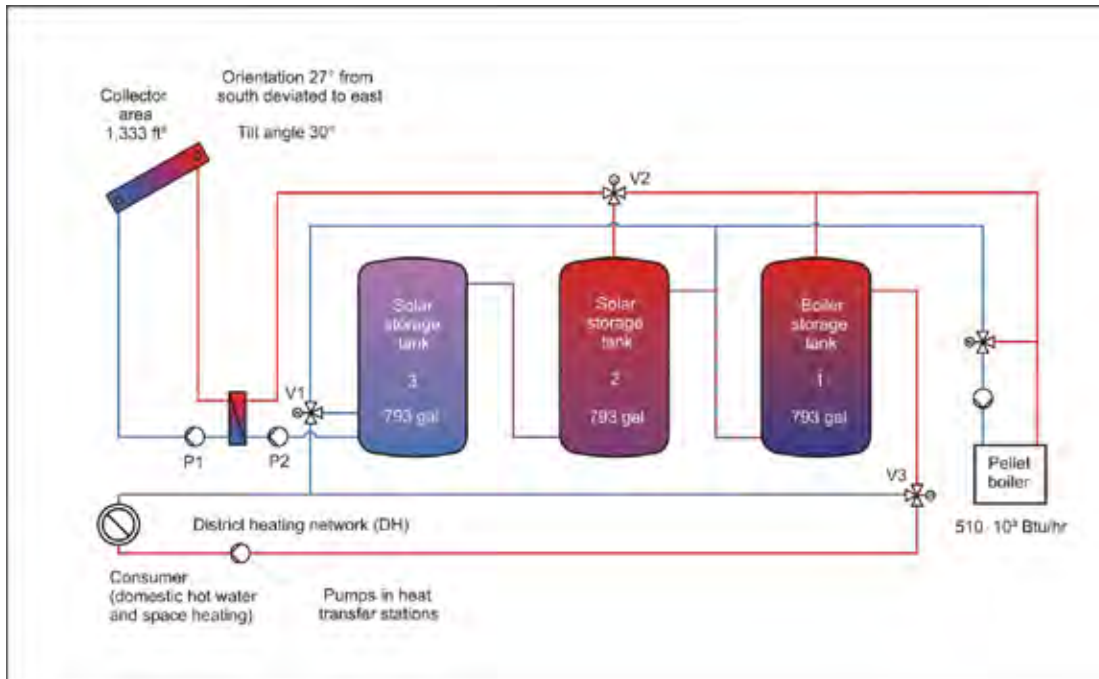 Orientation 27° from
south deviated to east
Tilt angle 30°
Collector
area
1,333 ft²
V2
Solar
storage
tank
3
793 gal
Solar
storage
tank
2
793 gal
Boiler
storage
tank
1
793 gal
V1
P1
P2
V3
Pellet
boiler
510 10³ Btu/hr
District heating network (DH)
Consumer
(domestic hot water
and space heating)
Pumps in heat
transfer stations